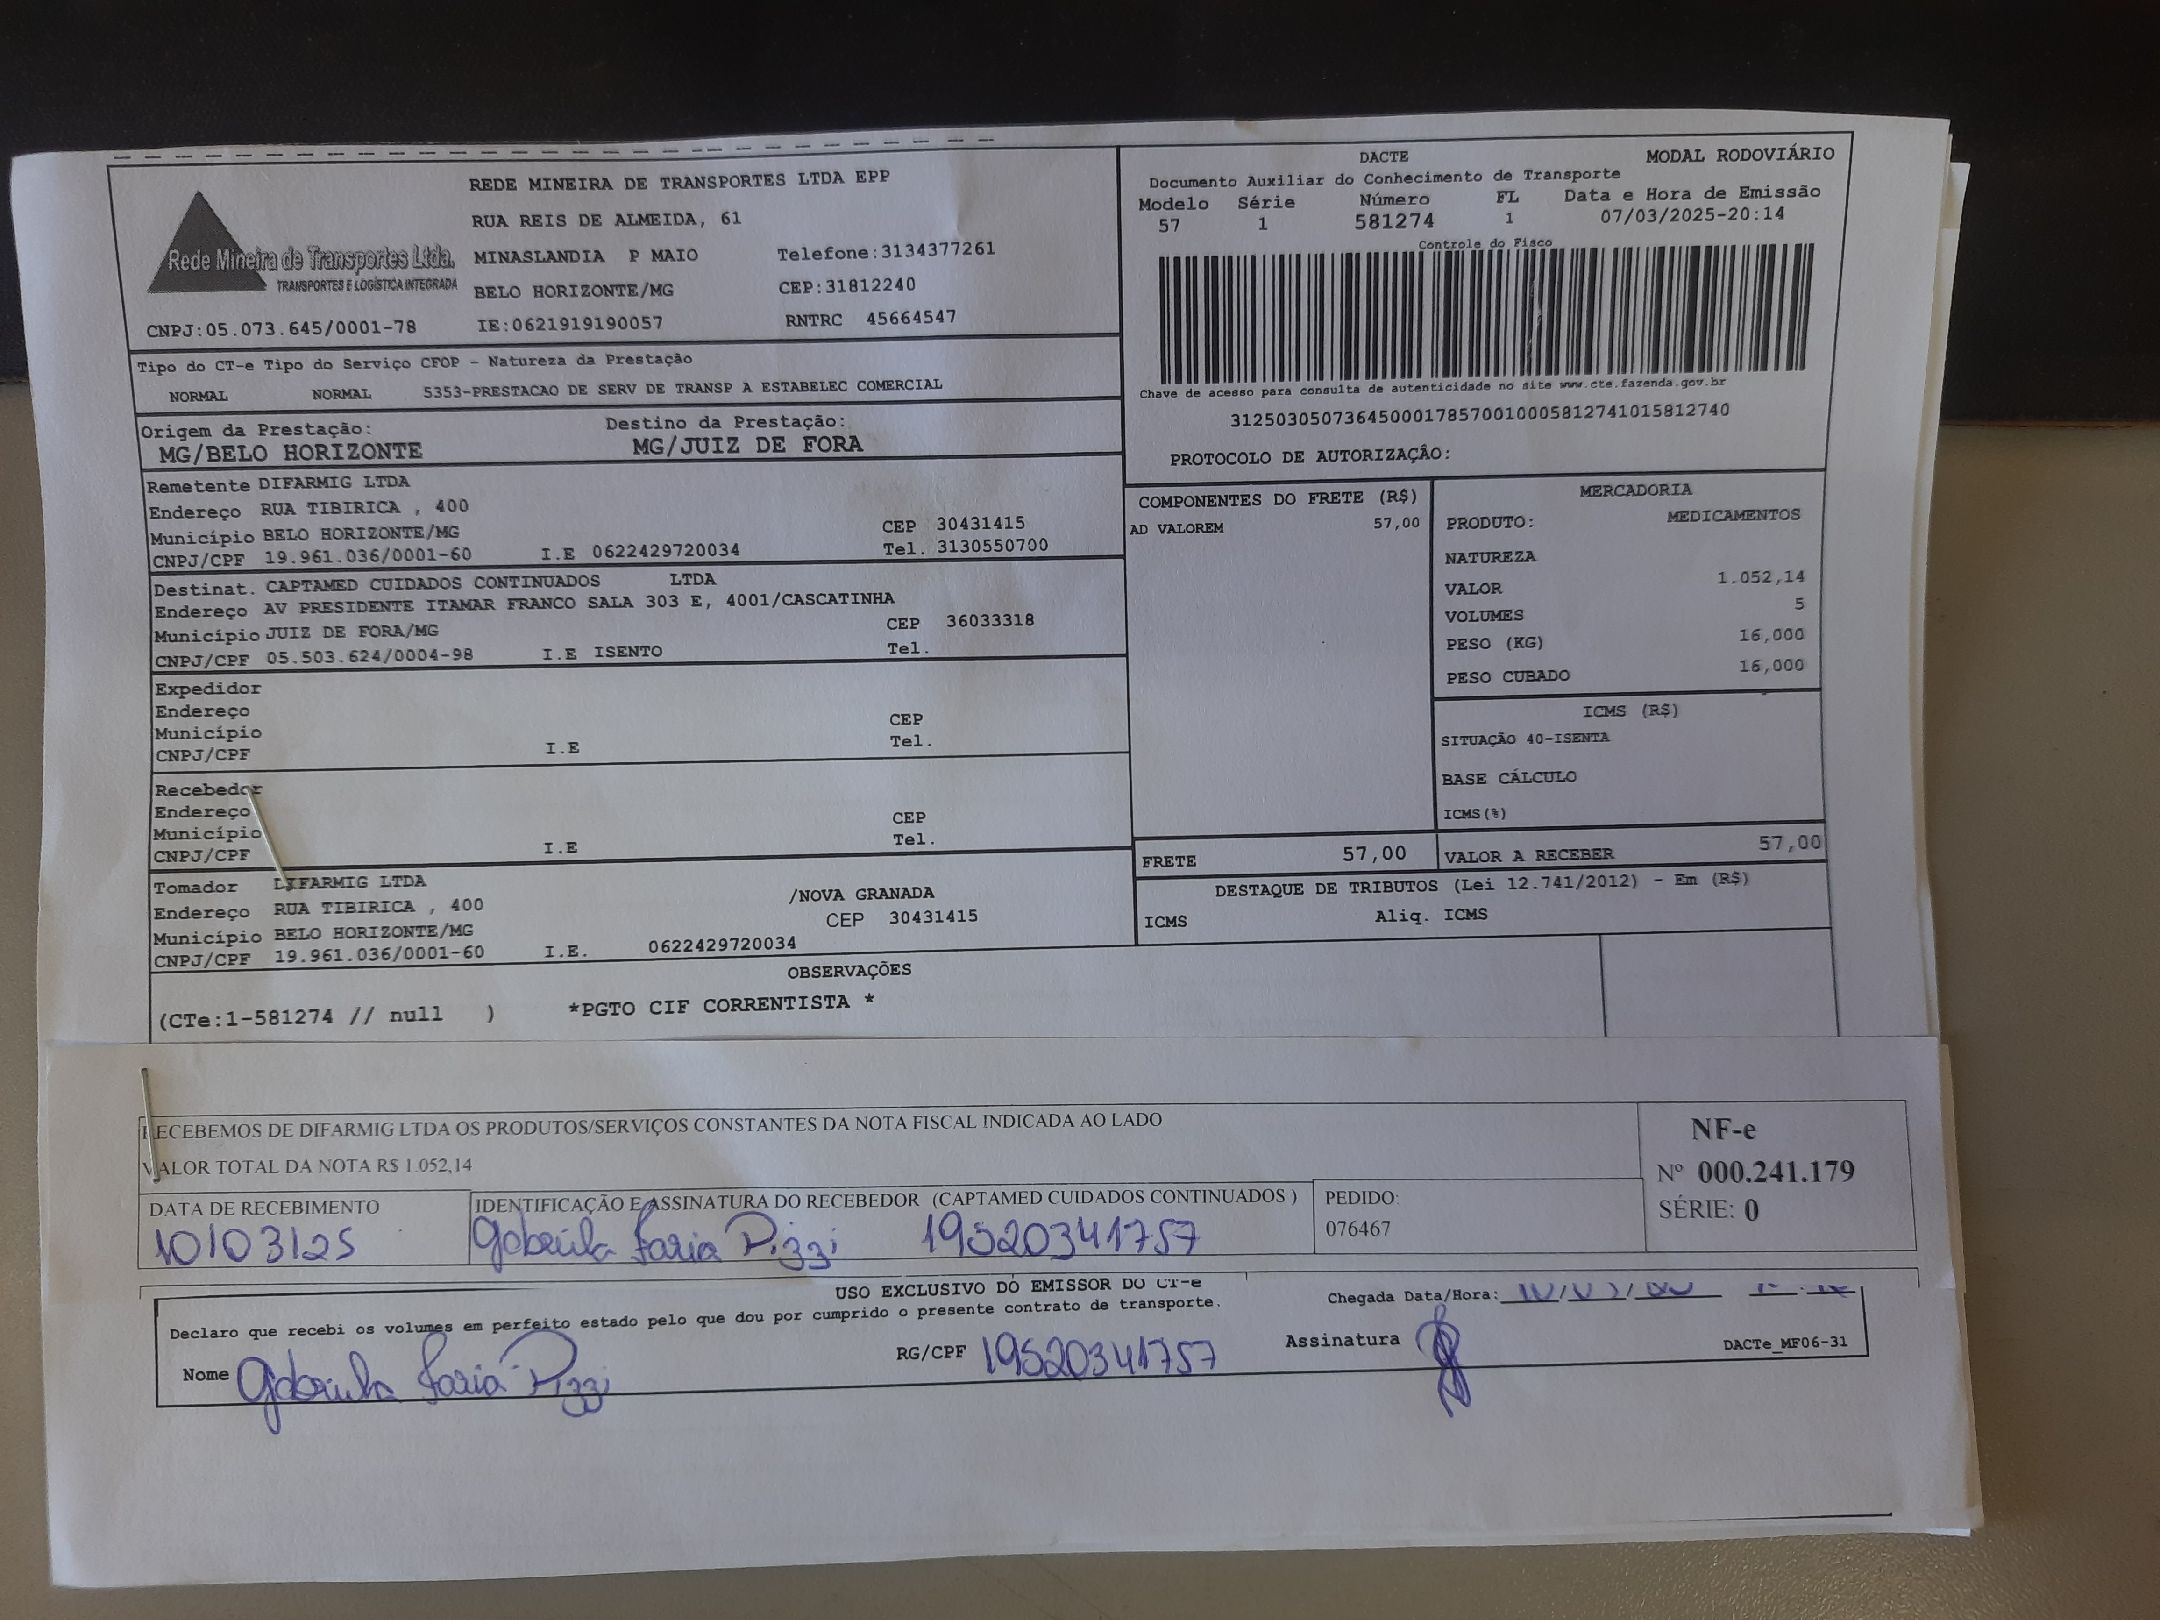 REDE MINEIRA DE TRANSPORTES LTDA EPP
RUA REIS DE ALMEIDA, 61
Rede Mineira de Transportes Ltda.
TRANSPORTES E LOGÍSTICA INTEGRADA
MINASLANDIA P MAIO Telefone:3134377261
BELO HORIZONTE/MG CEP:31812240
CNPJ:05.073.645/0001-78 IE:0621919190057 RNTRC 45664547
DACTE MODAL RODOVIÁRIO
Documento Auxiliar do Conhecimento de Transporte
Modelo Série Número FL Data e Hora de Emissão
57 1 581274 1 07/03/2025-20:14
Controle do Fisco
Chave de acesso para consulta de autenticidade no site www.cte.fazenda.gov.br
31250305073645000178570010005812741015812740
PROTOCOLO DE AUTORIZAÇÂO:
Tipo do CT-e Tipo do Serviço CFOP - Natureza da Prestação
NORMAL NORMAL 5353-PRESTACAO DE SERV DE TRANSP A ESTABELEC COMERCIAL
Origem da Prestação: Destino da Prestação:
MG/BELO HORIZONTE MG/JUIZ DE FORA
Remetente DIFARMIG LTDA
Endereço RUA TIBIRICA , 400
Município BELO HORIZONTE/MG CEP 30431415
CNPJ/CPF 19.961.036/0001-60 I.E 0622429720034 Tel. 3130550700
Destinat. CAPTAMED CUIDADOS CONTINUADOS LTDA
Endereço AV PRESIDENTE ITAMAR FRANCO SALA 303 E, 4001/CASCATINHA
Município JUIZ DE FORA/MG CEP 36033318
CNPJ/CPF 05.503.624/0004-98 I.E ISENTO Tel.
Expedidor
Endereço
Município CEP
CNPJ/CPF I.E Tel.
Recebedor
Endereço
Município CEP
CNPJ/CPF I.E Tel.
Tomador DIFARMIG LTDA
Endereço RUA TIBIRICA , 400 /NOVA GRANADA
Município BELO HORIZONTE/MG CEP 30431415
CNPJ/CPF 19.961.036/0001-60 I.E. 0622429720034
COMPONENTES DO FRETE (R$)
AD VALOREM 57,00
MERCADORIA
PRODUTO: MEDICAMENTOS
NATUREZA
VALOR 1.052,14
VOLUMES 5
PESO (KG) 16,000
PESO CUBADO 16,000
ICMS (R$)
SITUAÇÃO 40-ISENTA
BASE CÁLCULO
ICMS(%)
FRETE 57,00 VALOR A RECEBER 57,00
DESTAQUE DE TRIBUTOS (Lei 12.741/2012) - Em (R$)
ICMS Aliq. ICMS
OBSERVAÇÕES
(CTe:1-581274 // null ) *PGTO CIF CORRENTISTA *
RECEBEMOS DE DIFARMIG LTDA OS PRODUTOS/SERVIÇOS CONSTANTES DA NOTA FISCAL INDICADA AO LADO
VALOR TOTAL DA NOTA R$ 1.052,14
NF-e
Nº 000.241.179
SÉRIE: 0
DATA DE RECEBIMENTO IDENTIFICAÇÃO E ASSINATURA DO RECEBEDOR (CAPTAMED CUIDADOS CONTINUADOS ) PEDIDO:
10/03/25 Gabriela Faria Pizzi 19520341757 076467
USO EXCLUSIVO DO EMISSOR DO CT-e
Declaro que recebi os volumes em perfeito estado pelo que dou por cumprido o presente contrato de transporte. Chegada Data/Hora:
Nome Gabriela Faria Pizzi RG/CPF 19520341757 Assinatura DACTe_MF06-31